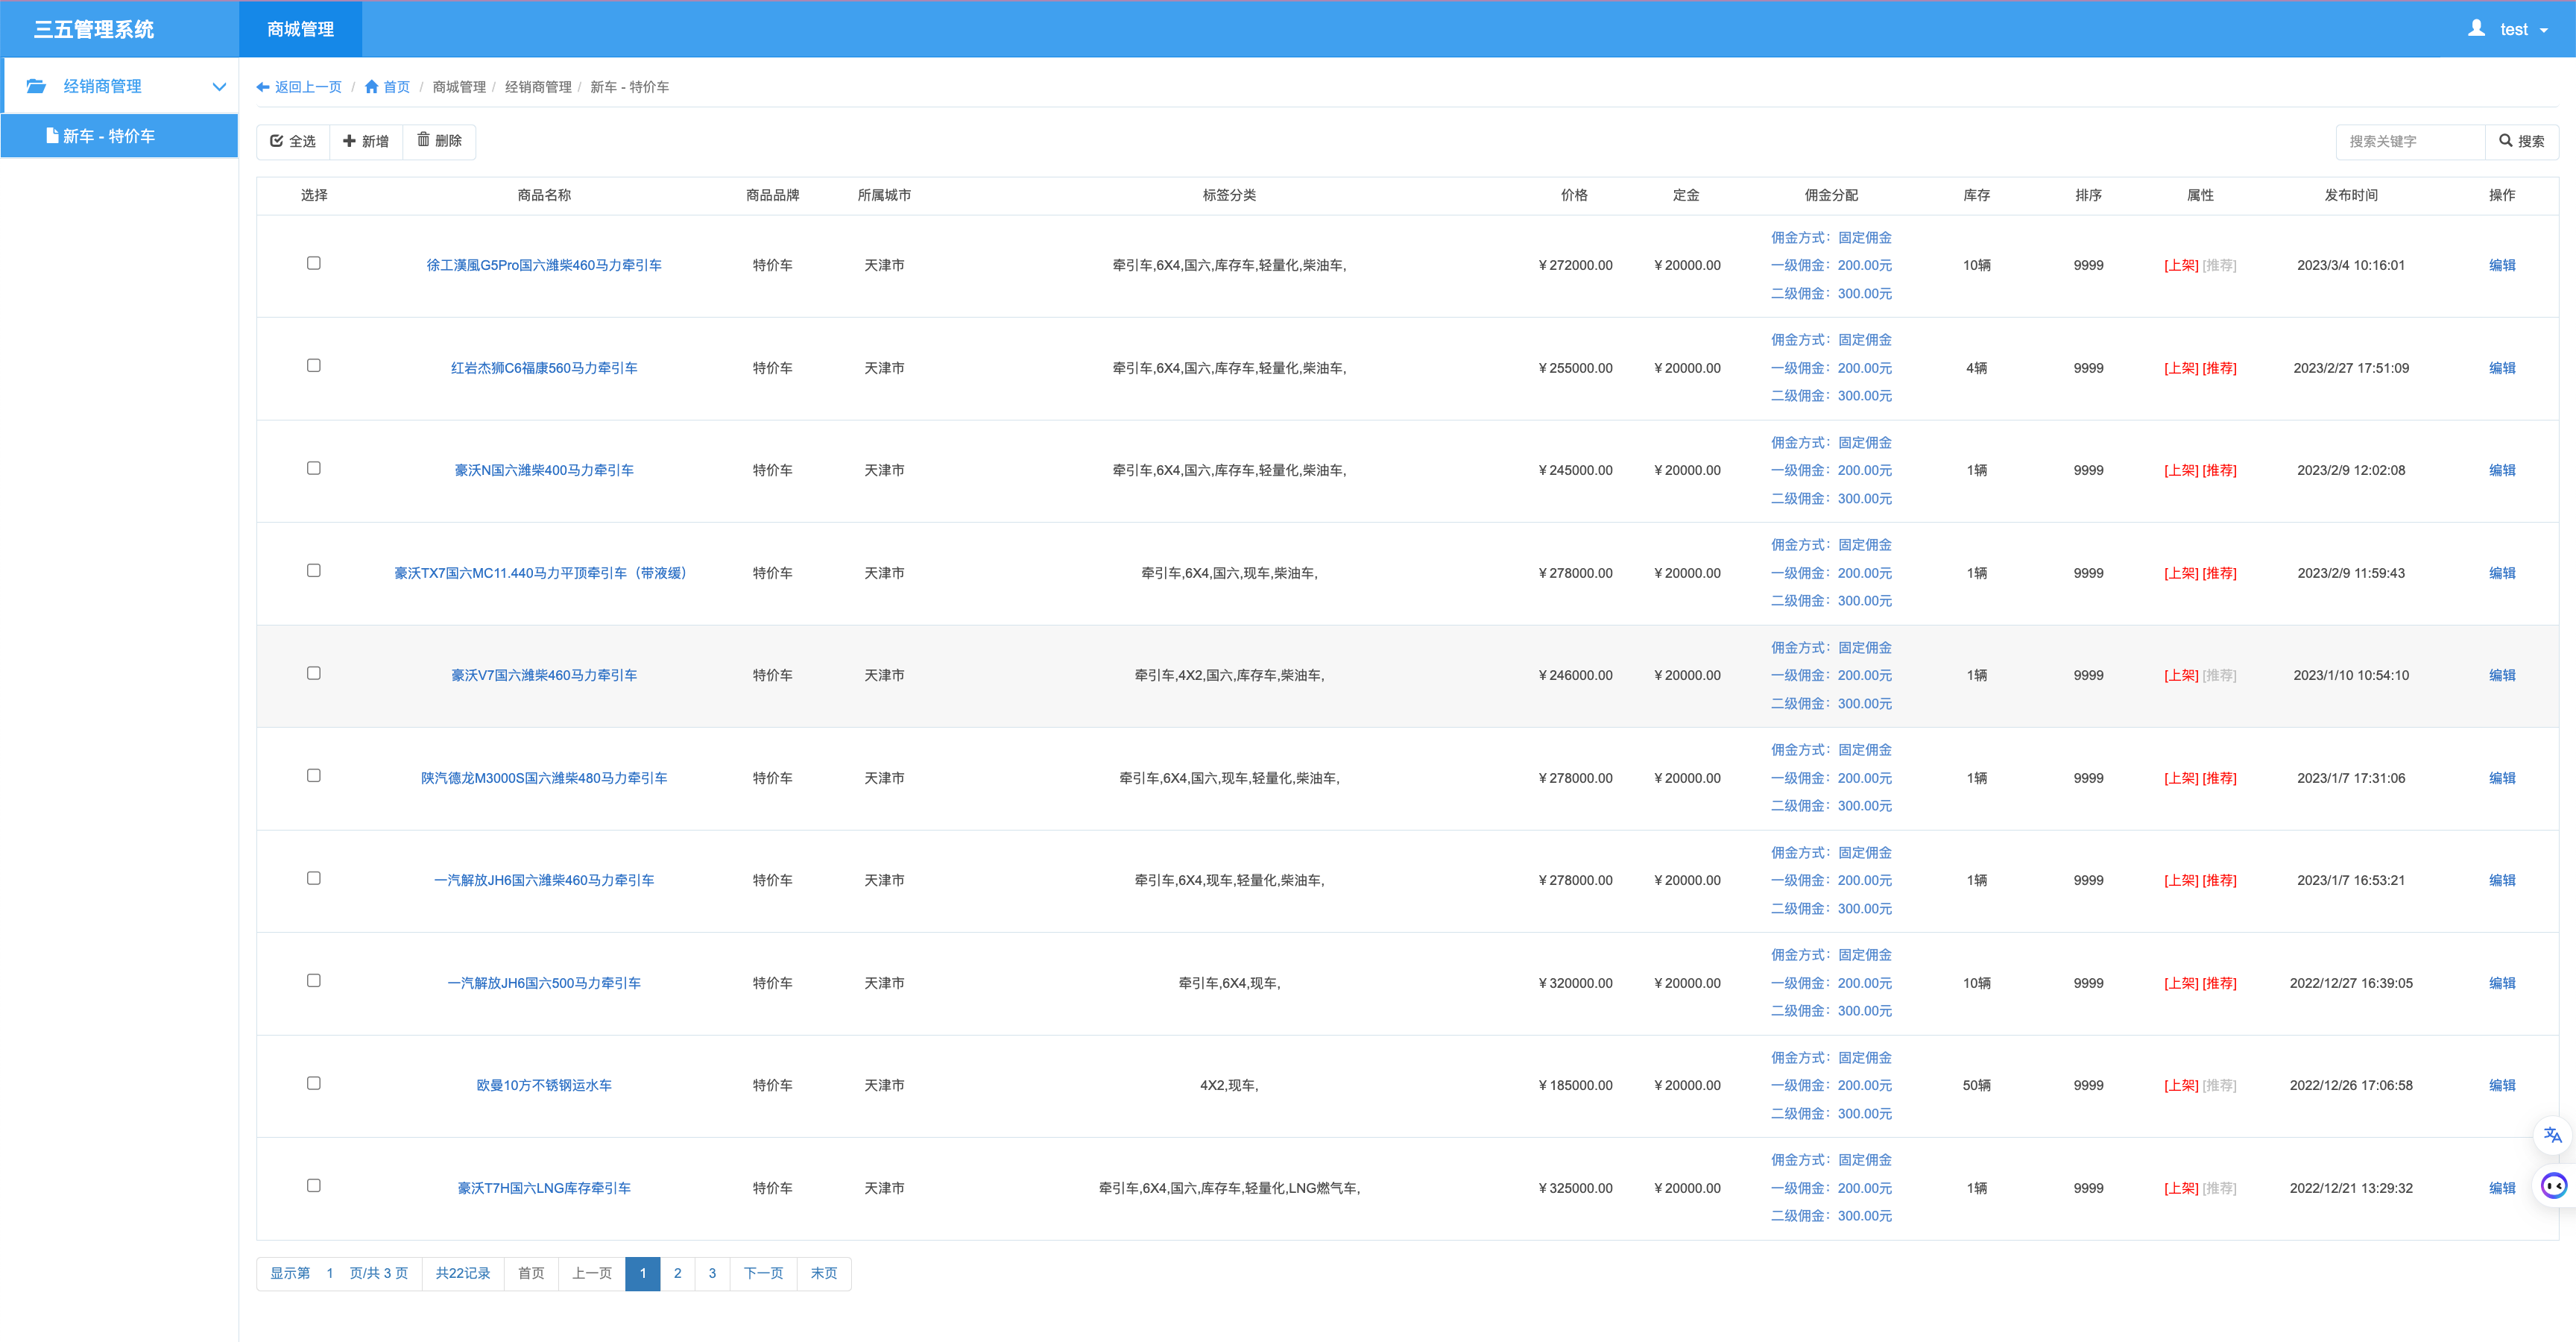 三五管理系统 商城管理 test
经销商管理
新车 - 特价车
返回上一页 / 首页 / 商城管理 / 经销商管理 / 新车 - 特价车
全选 新增 删除 搜索关键字 搜索
选择 商品名称 商品品牌 所属城市 标签分类 价格 定金 佣金分配 库存 排序 属性 发布时间 操作
佣金方式：固定佣金
徐工漢風G5Pro国六潍柴460马力牵引车 特价车 天津市 牵引车,6X4,国六,库存车,轻量化,柴油车, ￥272000.00 ￥20000.00 一级佣金：200.00元 10辆 9999 [上架] [推荐] 2023/3/4 10:16:01 编辑
二级佣金：300.00元
佣金方式：固定佣金
红岩杰狮C6福康560马力牵引车 特价车 天津市 牵引车,6X4,国六,库存车,轻量化,柴油车, ￥255000.00 ￥20000.00 一级佣金：200.00元 4辆 9999 [上架] [推荐] 2023/2/27 17:51:09 编辑
二级佣金：300.00元
佣金方式：固定佣金
豪沃N国六潍柴400马力牵引车 特价车 天津市 牵引车,6X4,国六,库存车,轻量化,柴油车, ￥245000.00 ￥20000.00 一级佣金：200.00元 1辆 9999 [上架] [推荐] 2023/2/9 12:02:08 编辑
二级佣金：300.00元
佣金方式：固定佣金
豪沃TX7国六MC11.440马力平顶牵引车（带液缓） 特价车 天津市 牵引车,6X4,国六,现车,柴油车, ￥278000.00 ￥20000.00 一级佣金：200.00元 1辆 9999 [上架] [推荐] 2023/2/9 11:59:43 编辑
二级佣金：300.00元
佣金方式：固定佣金
豪沃V7国六潍柴460马力牵引车 特价车 天津市 牵引车,4X2,国六,库存车,柴油车, ￥246000.00 ￥20000.00 一级佣金：200.00元 1辆 9999 [上架] [推荐] 2023/1/10 10:54:10 编辑
二级佣金：300.00元
佣金方式：固定佣金
陕汽德龙M3000S国六潍柴480马力牵引车 特价车 天津市 牵引车,6X4,国六,现车,轻量化,柴油车, ￥278000.00 ￥20000.00 一级佣金：200.00元 1辆 9999 [上架] [推荐] 2023/1/7 17:31:06 编辑
二级佣金：300.00元
佣金方式：固定佣金
一汽解放JH6国六潍柴460马力牵引车 特价车 天津市 牵引车,6X4,现车,轻量化,柴油车, ￥278000.00 ￥20000.00 一级佣金：200.00元 1辆 9999 [上架] [推荐] 2023/1/7 16:53:21 编辑
二级佣金：300.00元
佣金方式：固定佣金
一汽解放JH6国六500马力牵引车 特价车 天津市 牵引车,6X4,现车, ￥320000.00 ￥20000.00 一级佣金：200.00元 10辆 9999 [上架] [推荐] 2022/12/27 16:39:05 编辑
二级佣金：300.00元
佣金方式：固定佣金
欧曼10方不锈钢运水车 特价车 天津市 4X2,现车, ￥185000.00 ￥20000.00 一级佣金：200.00元 50辆 9999 [上架] [推荐] 2022/12/26 17:06:58 编辑
二级佣金：300.00元
佣金方式：固定佣金
豪沃T7H国六LNG库存牵引车 特价车 天津市 牵引车,6X4,国六,库存车,轻量化,LNG燃气车, ￥325000.00 ￥20000.00 一级佣金：200.00元 1辆 9999 [上架] [推荐] 2022/12/21 13:29:32 编辑
二级佣金：300.00元
显示第 1 页/共 3 页 共22记录 首页 上一页 1 2 3 下一页 末页